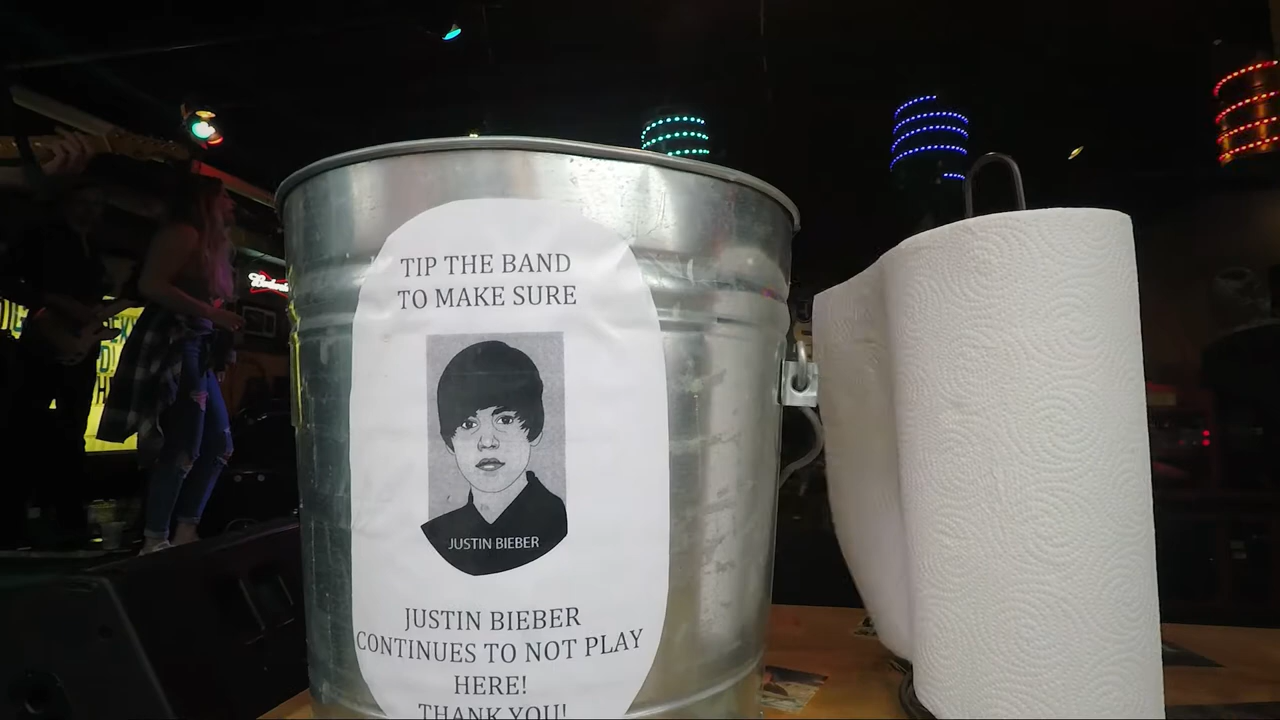 TIP THE BAND
TO MAKE SURE
JUSTIN BIEBER
JUSTIN BIEBER
CONTINUES TO NOT PLAY
HERE!
THANK YOU!